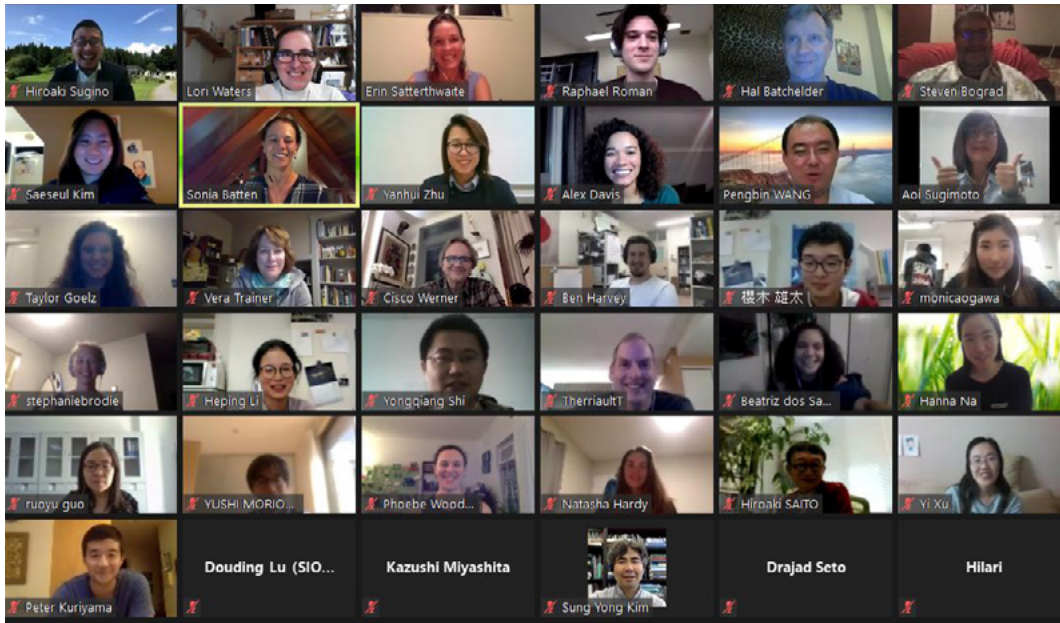 Hiroaki Sugino
Lori Waters
Erin Satterthwaite
Raphael Roman
Hal Batchelder
Steven Bograd
Saeseul Kim
Sonia Batten
Yanhui Zhu
Alex Davis
Pengbin WANG
Aoi Sugimoto
Taylor Goelz
Vera Trainer
Cisco Werner
Ben Harvey
櫻木 雄太
monicaogawa
stephaniebrodie
Heping Li
Yongqiang Shi
TherriaultT
Beatriz dos Sa...
Hanna Na
ruoyu guo
YUSHI MORIO...
Phoebe Wood...
Natasha Hardy
Hiroaki SAITO
Yi Xu
Peter Kuriyama
Douding Lu (SIO...
Kazushi Miyashita
Sung Yong Kim
Drajad Seto
Hilari